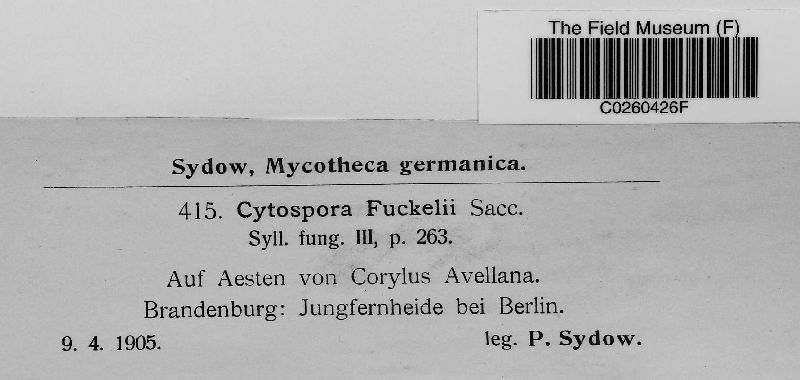 The Field Museum (F)
C0260426F
Sydow, Mycotheca germanica.
415. Cytospora Fuckelii Sacc.
Syll. fung. III, p. 263.
Auf Aesten von Corylus Avellana.
Brandenburg: Jungfernheide bei Berlin.
9. 4. 1905. leg. P. Sydow.